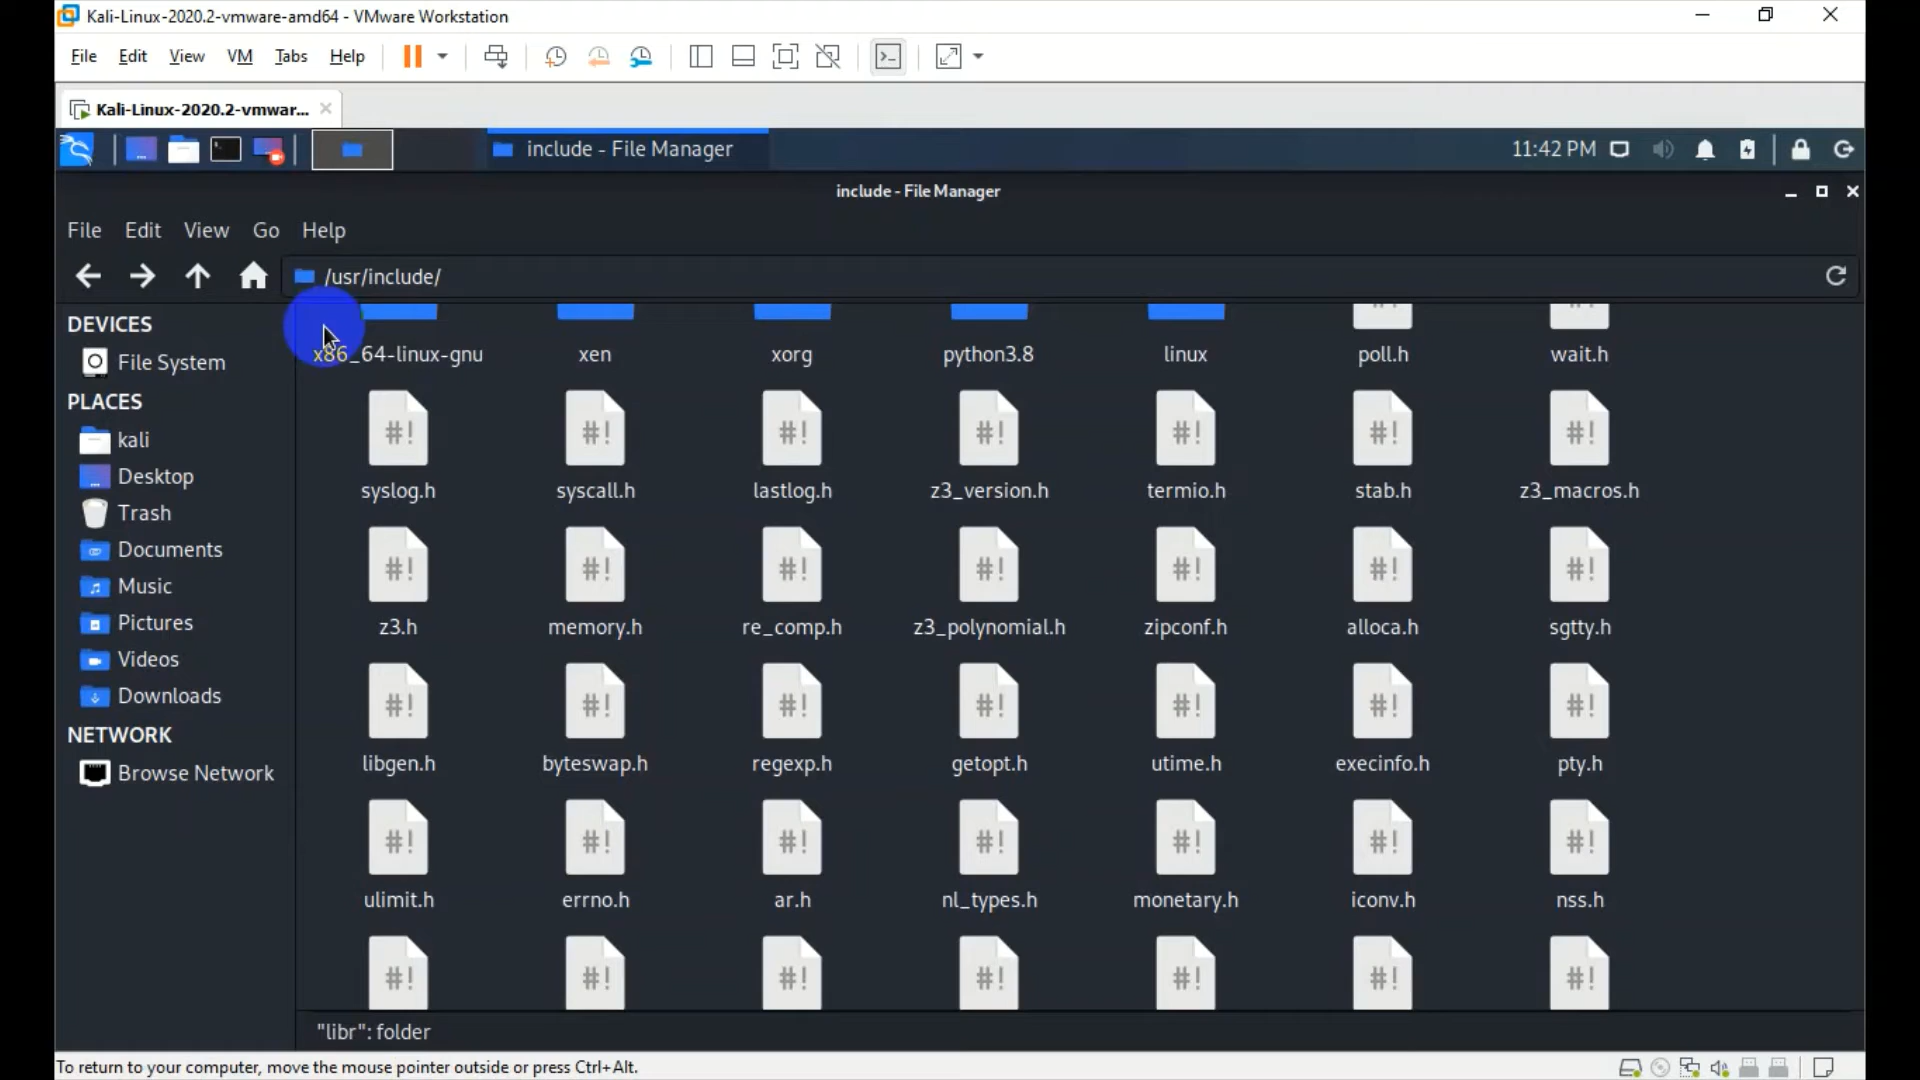 Kali-Linux-2020.2-vmware-amd64 - VMware Workstation
File Edit View VM Tabs Help
Kali-Linux-2020.2-vmwar...
include - File Manager
11:42 PM
include - File Manager
File Edit View Go Help
/usr/include/
DEVICES
File System
PLACES
kali
Desktop
Trash
Documents
Music
Pictures
Videos
Downloads
NETWORK
Browse Network
x86_64-linux-gnu xen xorg python3.8 linux poll.h wait.h
#! #! #! #! #! #! #!
syslog.h syscall.h lastlog.h z3_version.h termio.h stab.h z3_macros.h
#! #! #! #! #! #! #!
z3.h memory.h re_comp.h z3_polynomial.h zipconf.h alloca.h sgtty.h
#! #! #! #! #! #! #!
libgen.h byteswap.h regexp.h getopt.h utime.h execinfo.h pty.h
#! #! #! #! #! #! #!
ulimit.h errno.h ar.h nl_types.h monetary.h iconv.h nss.h
#! #! #! #! #! #! #!
"libr": folder
To return to your computer, move the mouse pointer outside or press Ctrl+Alt.